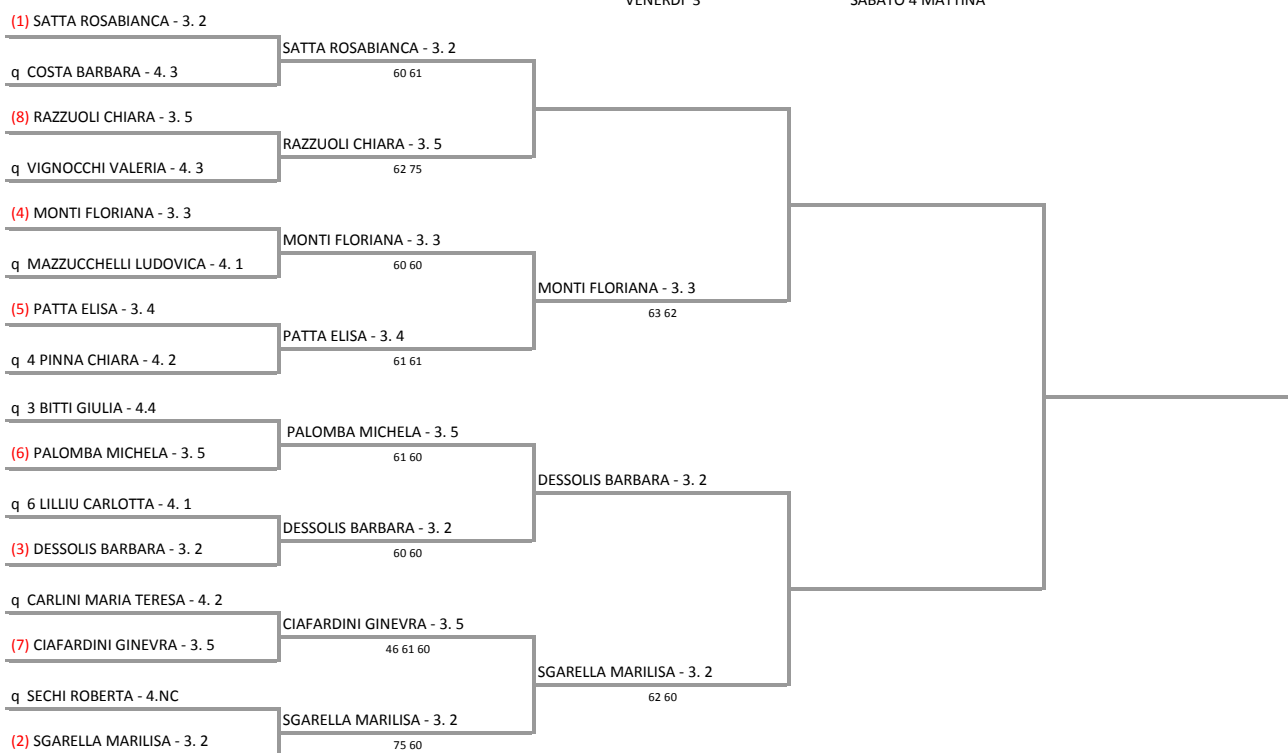 VENERDI' 3
SABATO 4 MATTINA
(1) SATTA ROSABIANCA - 3. 2
SATTA ROSABIANCA - 3. 2
60 61
q COSTA BARBARA - 4. 3
(8) RAZZUOLI CHIARA - 3. 5
RAZZUOLI CHIARA - 3. 5
62 75
q VIGNOCCHI VALERIA - 4. 3
(4) MONTI FLORIANA - 3. 3
MONTI FLORIANA - 3. 3
60 60
q MAZZUCCHELLI LUDOVICA - 4. 1
MONTI FLORIANA - 3. 3
63 62
(5) PATTA ELISA - 3. 4
PATTA ELISA - 3. 4
61 61
q 4 PINNA CHIARA - 4. 2
q 3 BITTI GIULIA - 4.4
PALOMBA MICHELA - 3. 5
61 60
(6) PALOMBA MICHELA - 3. 5
DESSOLIS BARBARA - 3. 2
q 6 LILLIU CARLOTTA - 4. 1
DESSOLIS BARBARA - 3. 2
60 60
(3) DESSOLIS BARBARA - 3. 2
q CARLINI MARIA TERESA - 4. 2
CIAFARDINI GINEVRA - 3. 5
46 61 60
(7) CIAFARDINI GINEVRA - 3. 5
SGARELLA MARILISA - 3. 2
62 60
q SECHI ROBERTA - 4.NC
SGARELLA MARILISA - 3. 2
75 60
(2) SGARELLA MARILISA - 3. 2